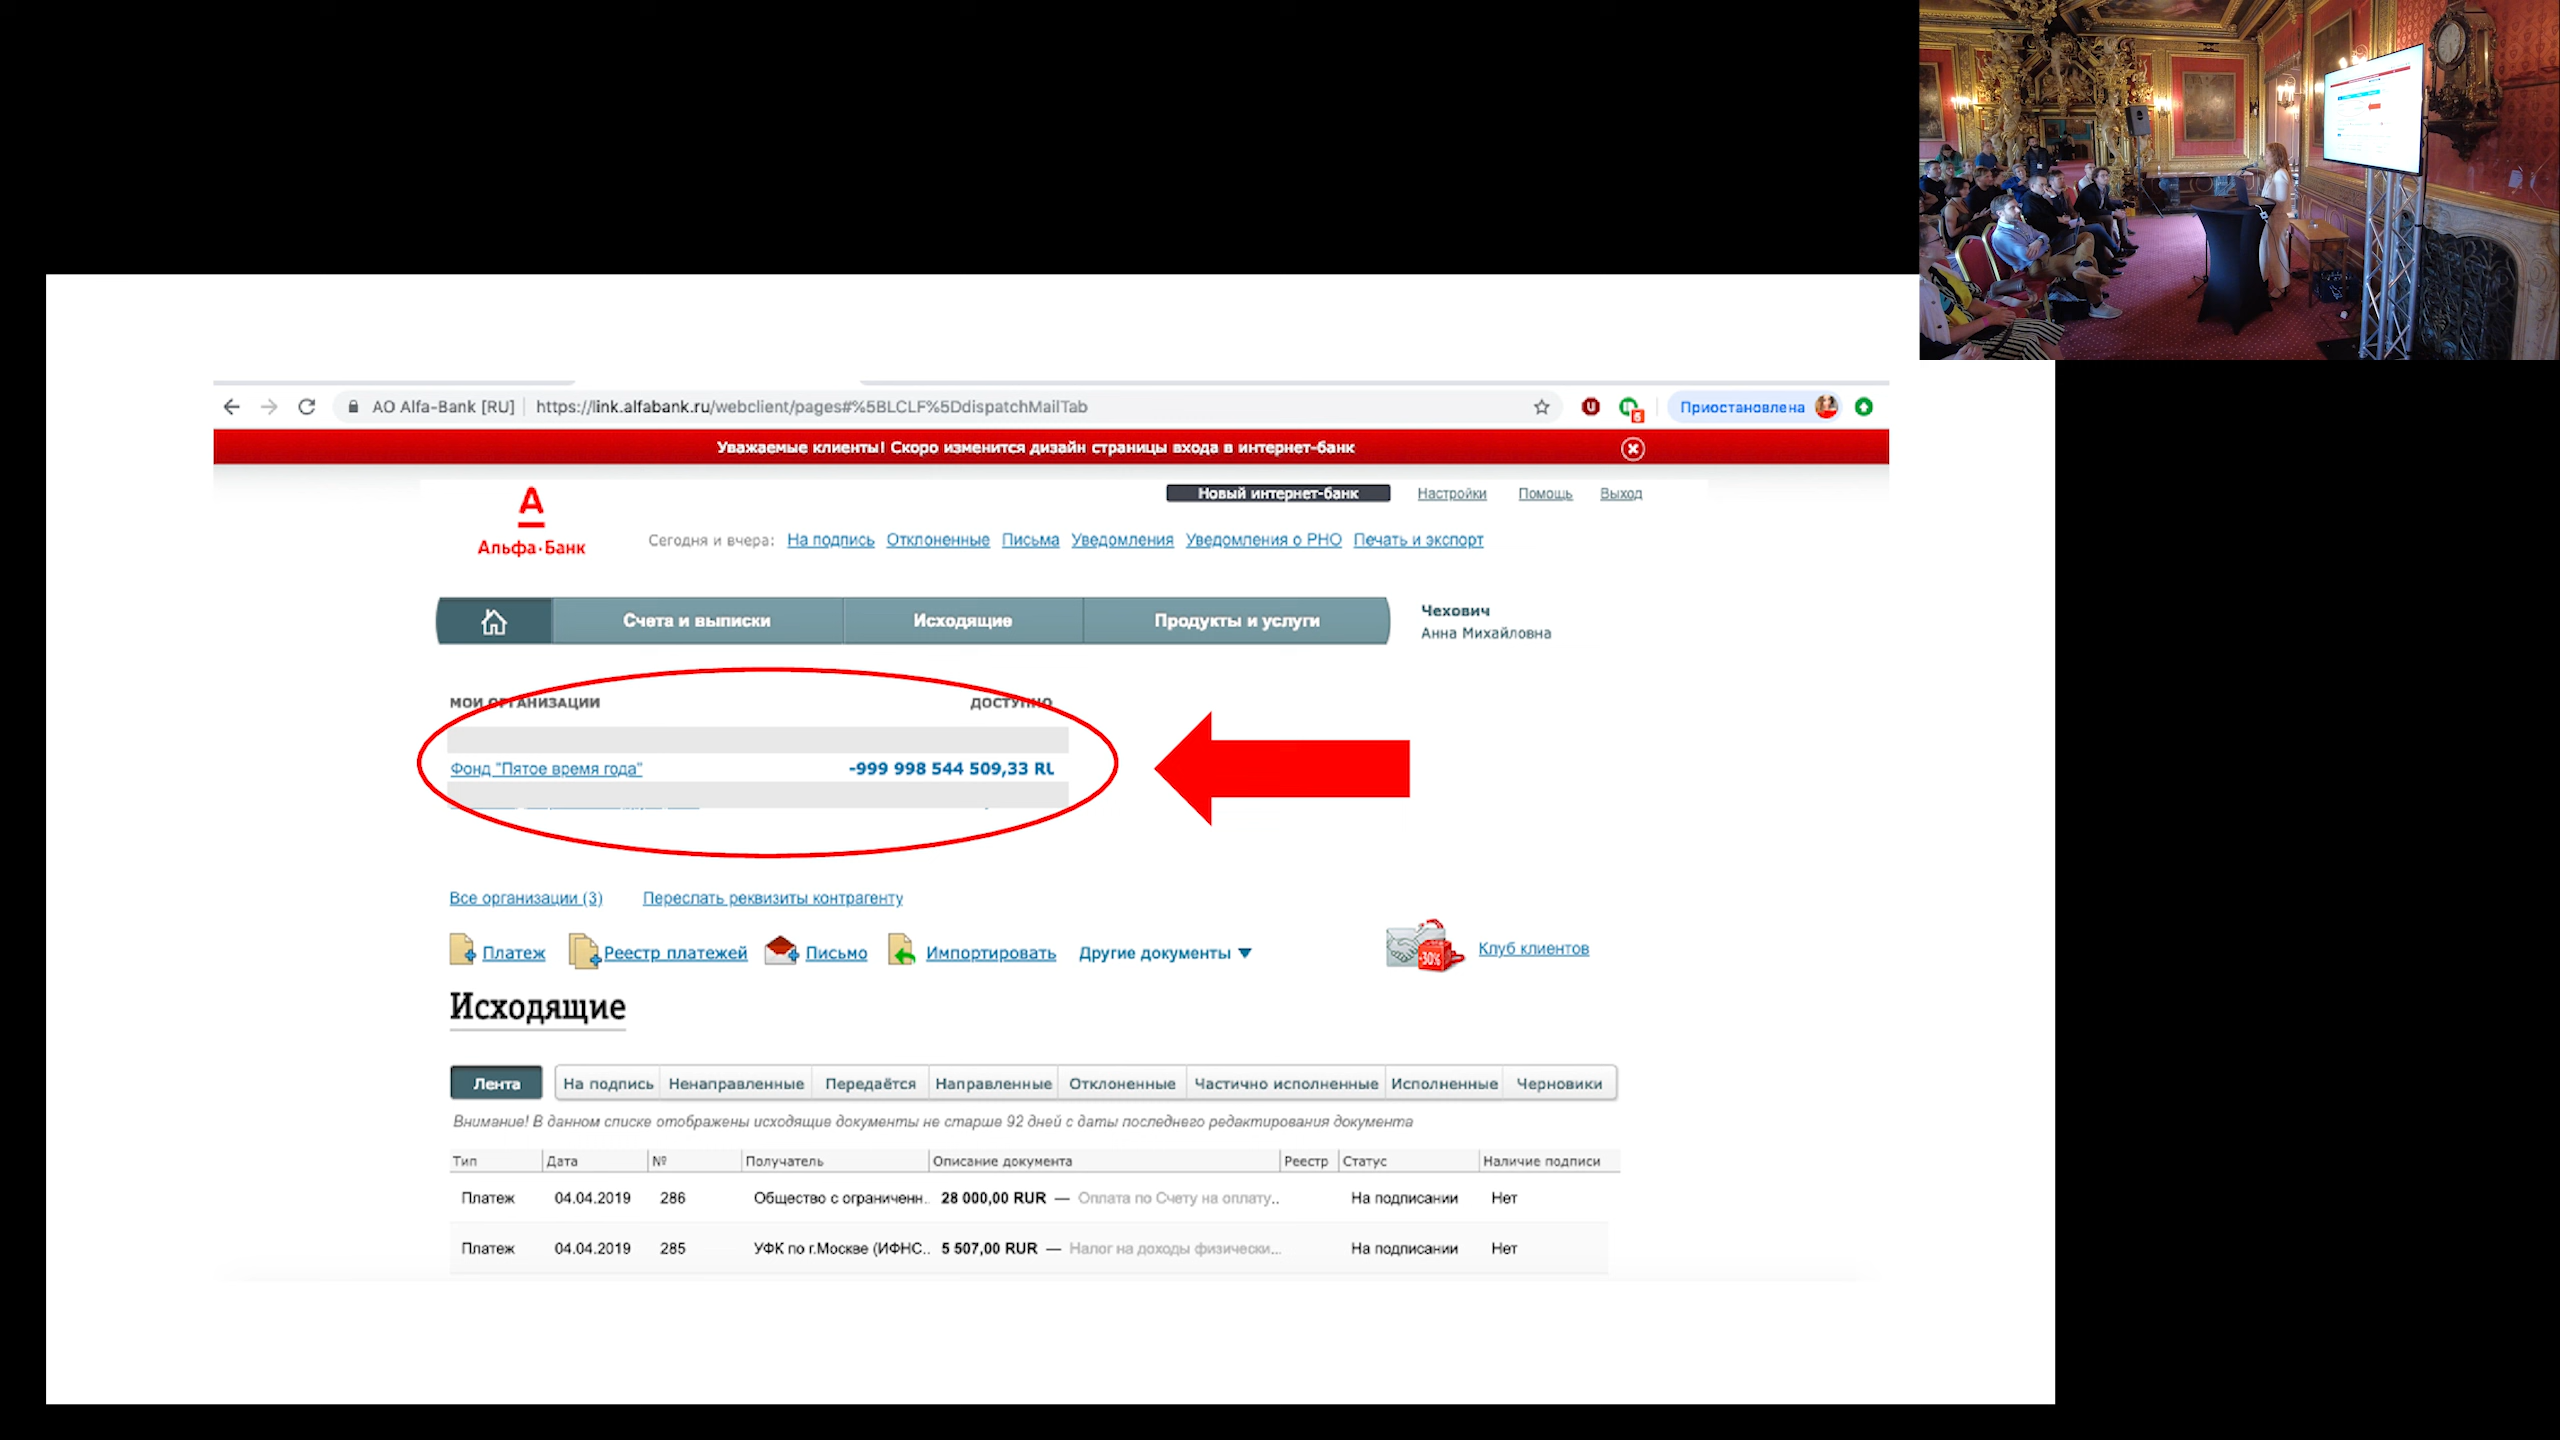 АО Alfa-Bank [RU] https://link.alfabank.ru/webclient/pages#%5BLCLF%5DdispatchMailTab Приостановлена
Уважаемые клиенты! Скоро изменится дизайн страницы входа в интернет-банк
Новый интернет-банк Настройки Помощь Выход
А
Альфа·Банк
Сегодня и вчера: На подпись Отклоненные Письма Уведомления Уведомления о РНО Печать и экспорт
Счета и выписки Исходящие Продукты и услуги
Чехович
Анна Михайловна
МОИ ОРГАНИЗАЦИИ ДОСТУПНО
Фонд "Пятое время года" -999 998 544 509,33 RU
Все организации (3) Переслать реквизиты контрагенту
Платеж Реестр платежей Письмо Импортировать Другие документы
-30% Клуб клиентов
Исходящие
Лента На подпись Ненаправленные Передаётся Направленные Отклоненные Частично исполненные Исполненные Черновики
Внимание! В данном списке отображены исходящие документы не старше 92 дней с даты последнего редактирования документа
Тип Дата № Получатель Описание документа Реестр Статус Наличие подписи
Платеж 04.04.2019 286 Общество с ограниченн.. 28 000,00 RUR — Оплата по Счету на оплату.. На подписании Нет
Платеж 04.04.2019 285 УФК по г.Москве (ИФНС.. 5 507,00 RUR — Налог на доходы физически... На подписании Нет